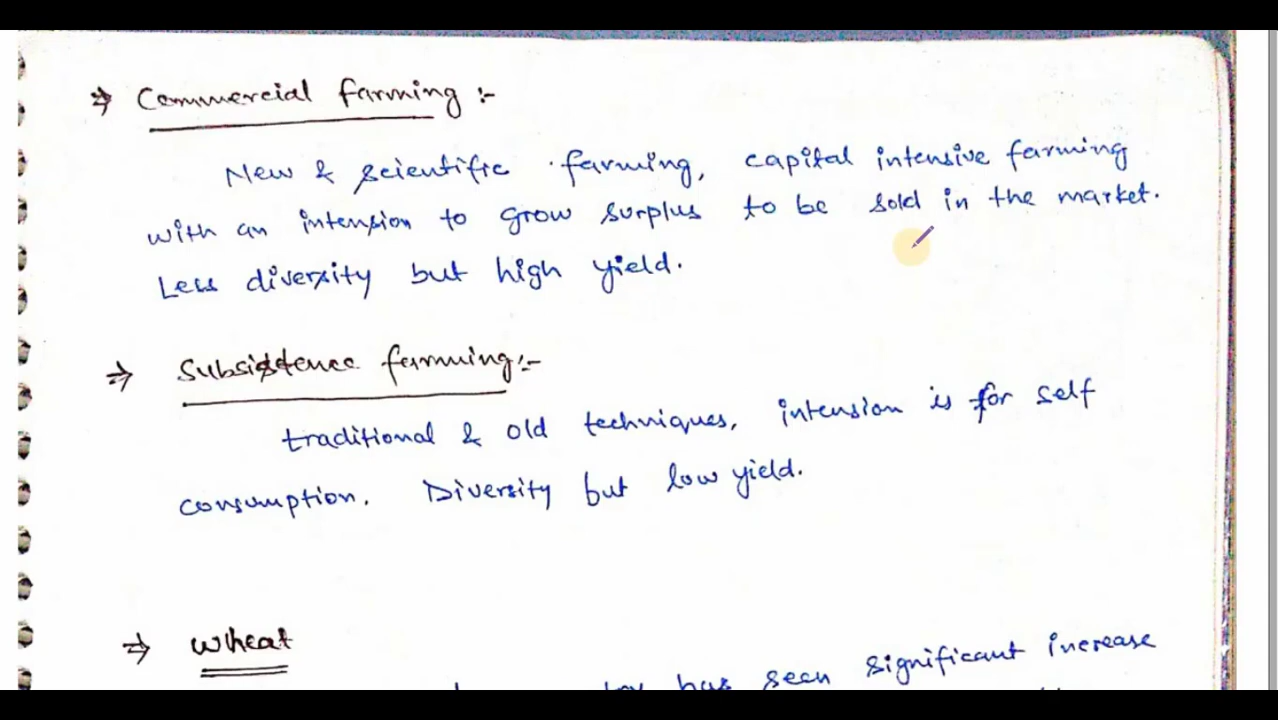 ⇒ Commercial farming :-
New & scientific farming, capital intensive farming
with an intension to grow surplus to be sold in the market.
Less diversity but high yield.
⇒ Subsistence farming:-
traditional & old techniques, intension is for self
consumption. Diversity but low yield.
⇒ Wheat
has seen significant increase